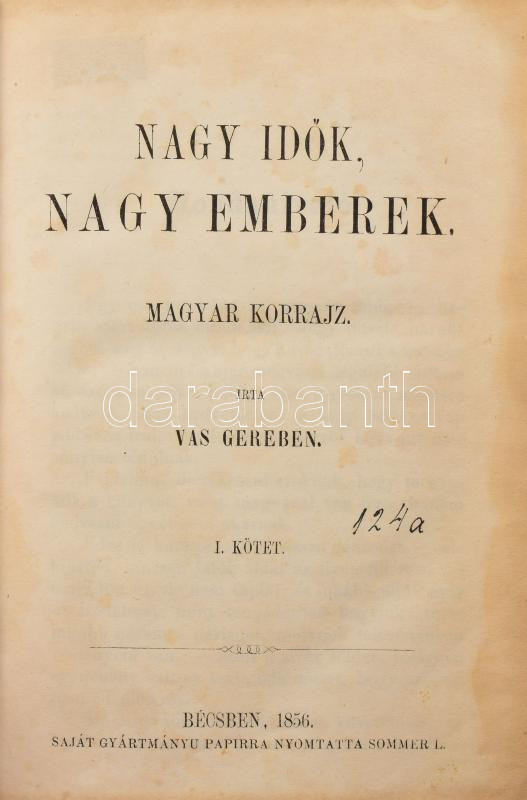 NAGY IDŐK,
NAGY EMBEREK.
MAGYAR KORRAJZ.
IRTA
darabanth
VAS GEREBEN.
124a
I. KÖTET.
BÉCSBEN, 1856.
SAJÁT GYÁRTMÁNYU PAPIRRA NYOMTATTA SOMMER L.